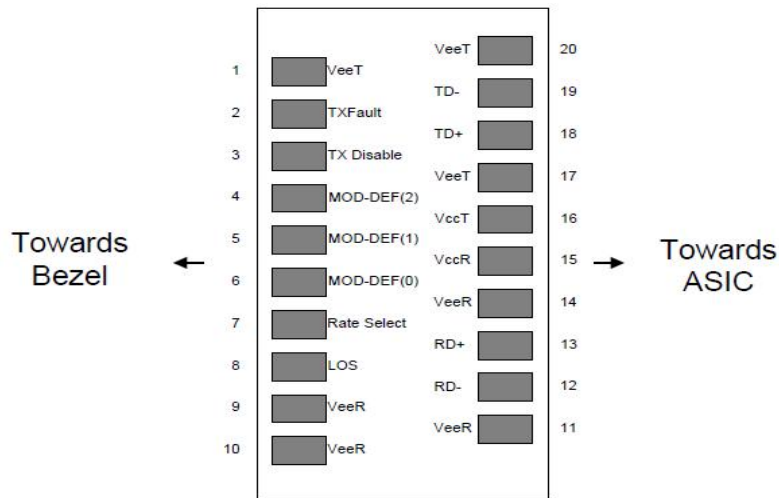 VeeT 20
1 VeeT
TD- 19
2 TXFault
TD+ 18
3 TX Disable
VeeT 17
4 MOD-DEF(2)
VccT 16
5 MOD-DEF(1)
Towards
Bezel
VccR 15
Towards
ASIC
6 MOD-DEF(0)
VeeR 14
7 Rate Select
RD+ 13
8 LOS
RD- 12
9 VeeR
VeeR 11
10 VeeR